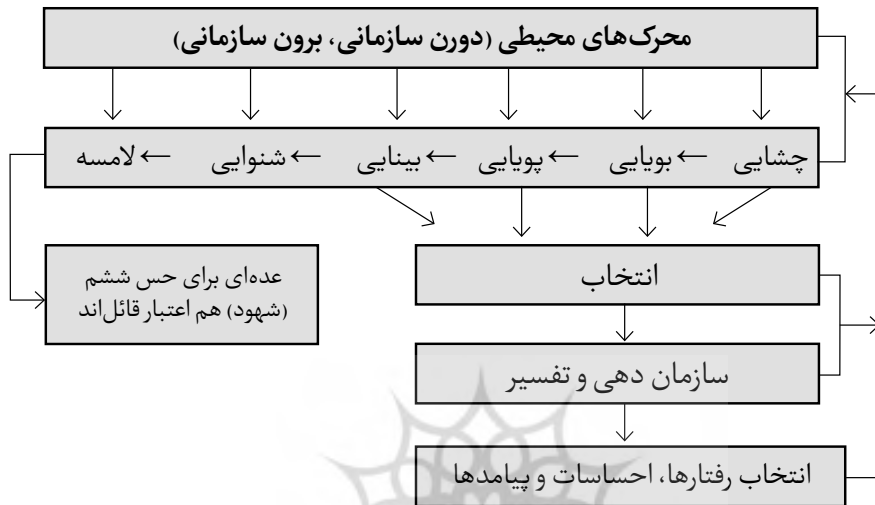 محرک‌های محیطی (دورن سازمانی، برون سازمانی)
چشایی ← بویایی ← پویایی ← بینایی ← شنوایی ← لامسه
انتخاب
عده‌ای برای حس ششم
(شهود) هم اعتبار قائل‌اند
سازمان دهی و تفسیر
انتخاب رفتارها، احساسات و پیامدها